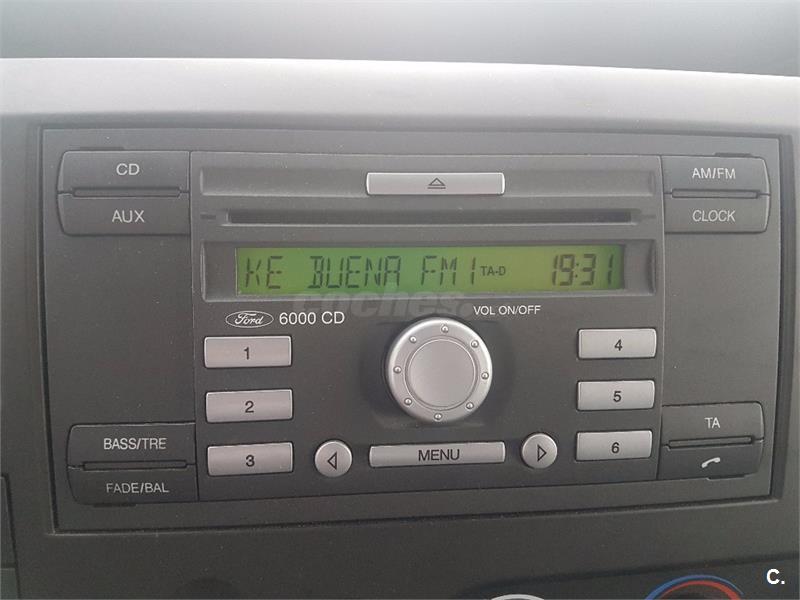 CD
AUX
AM/FM
CLOCK
KE BUENA FM1 TA-D 19:31
coches.
Ford 6000 CD
VOL ON/OFF
1
2
3
4
5
6
BASS/TRE
FADE/BAL
MENU
TA
C.